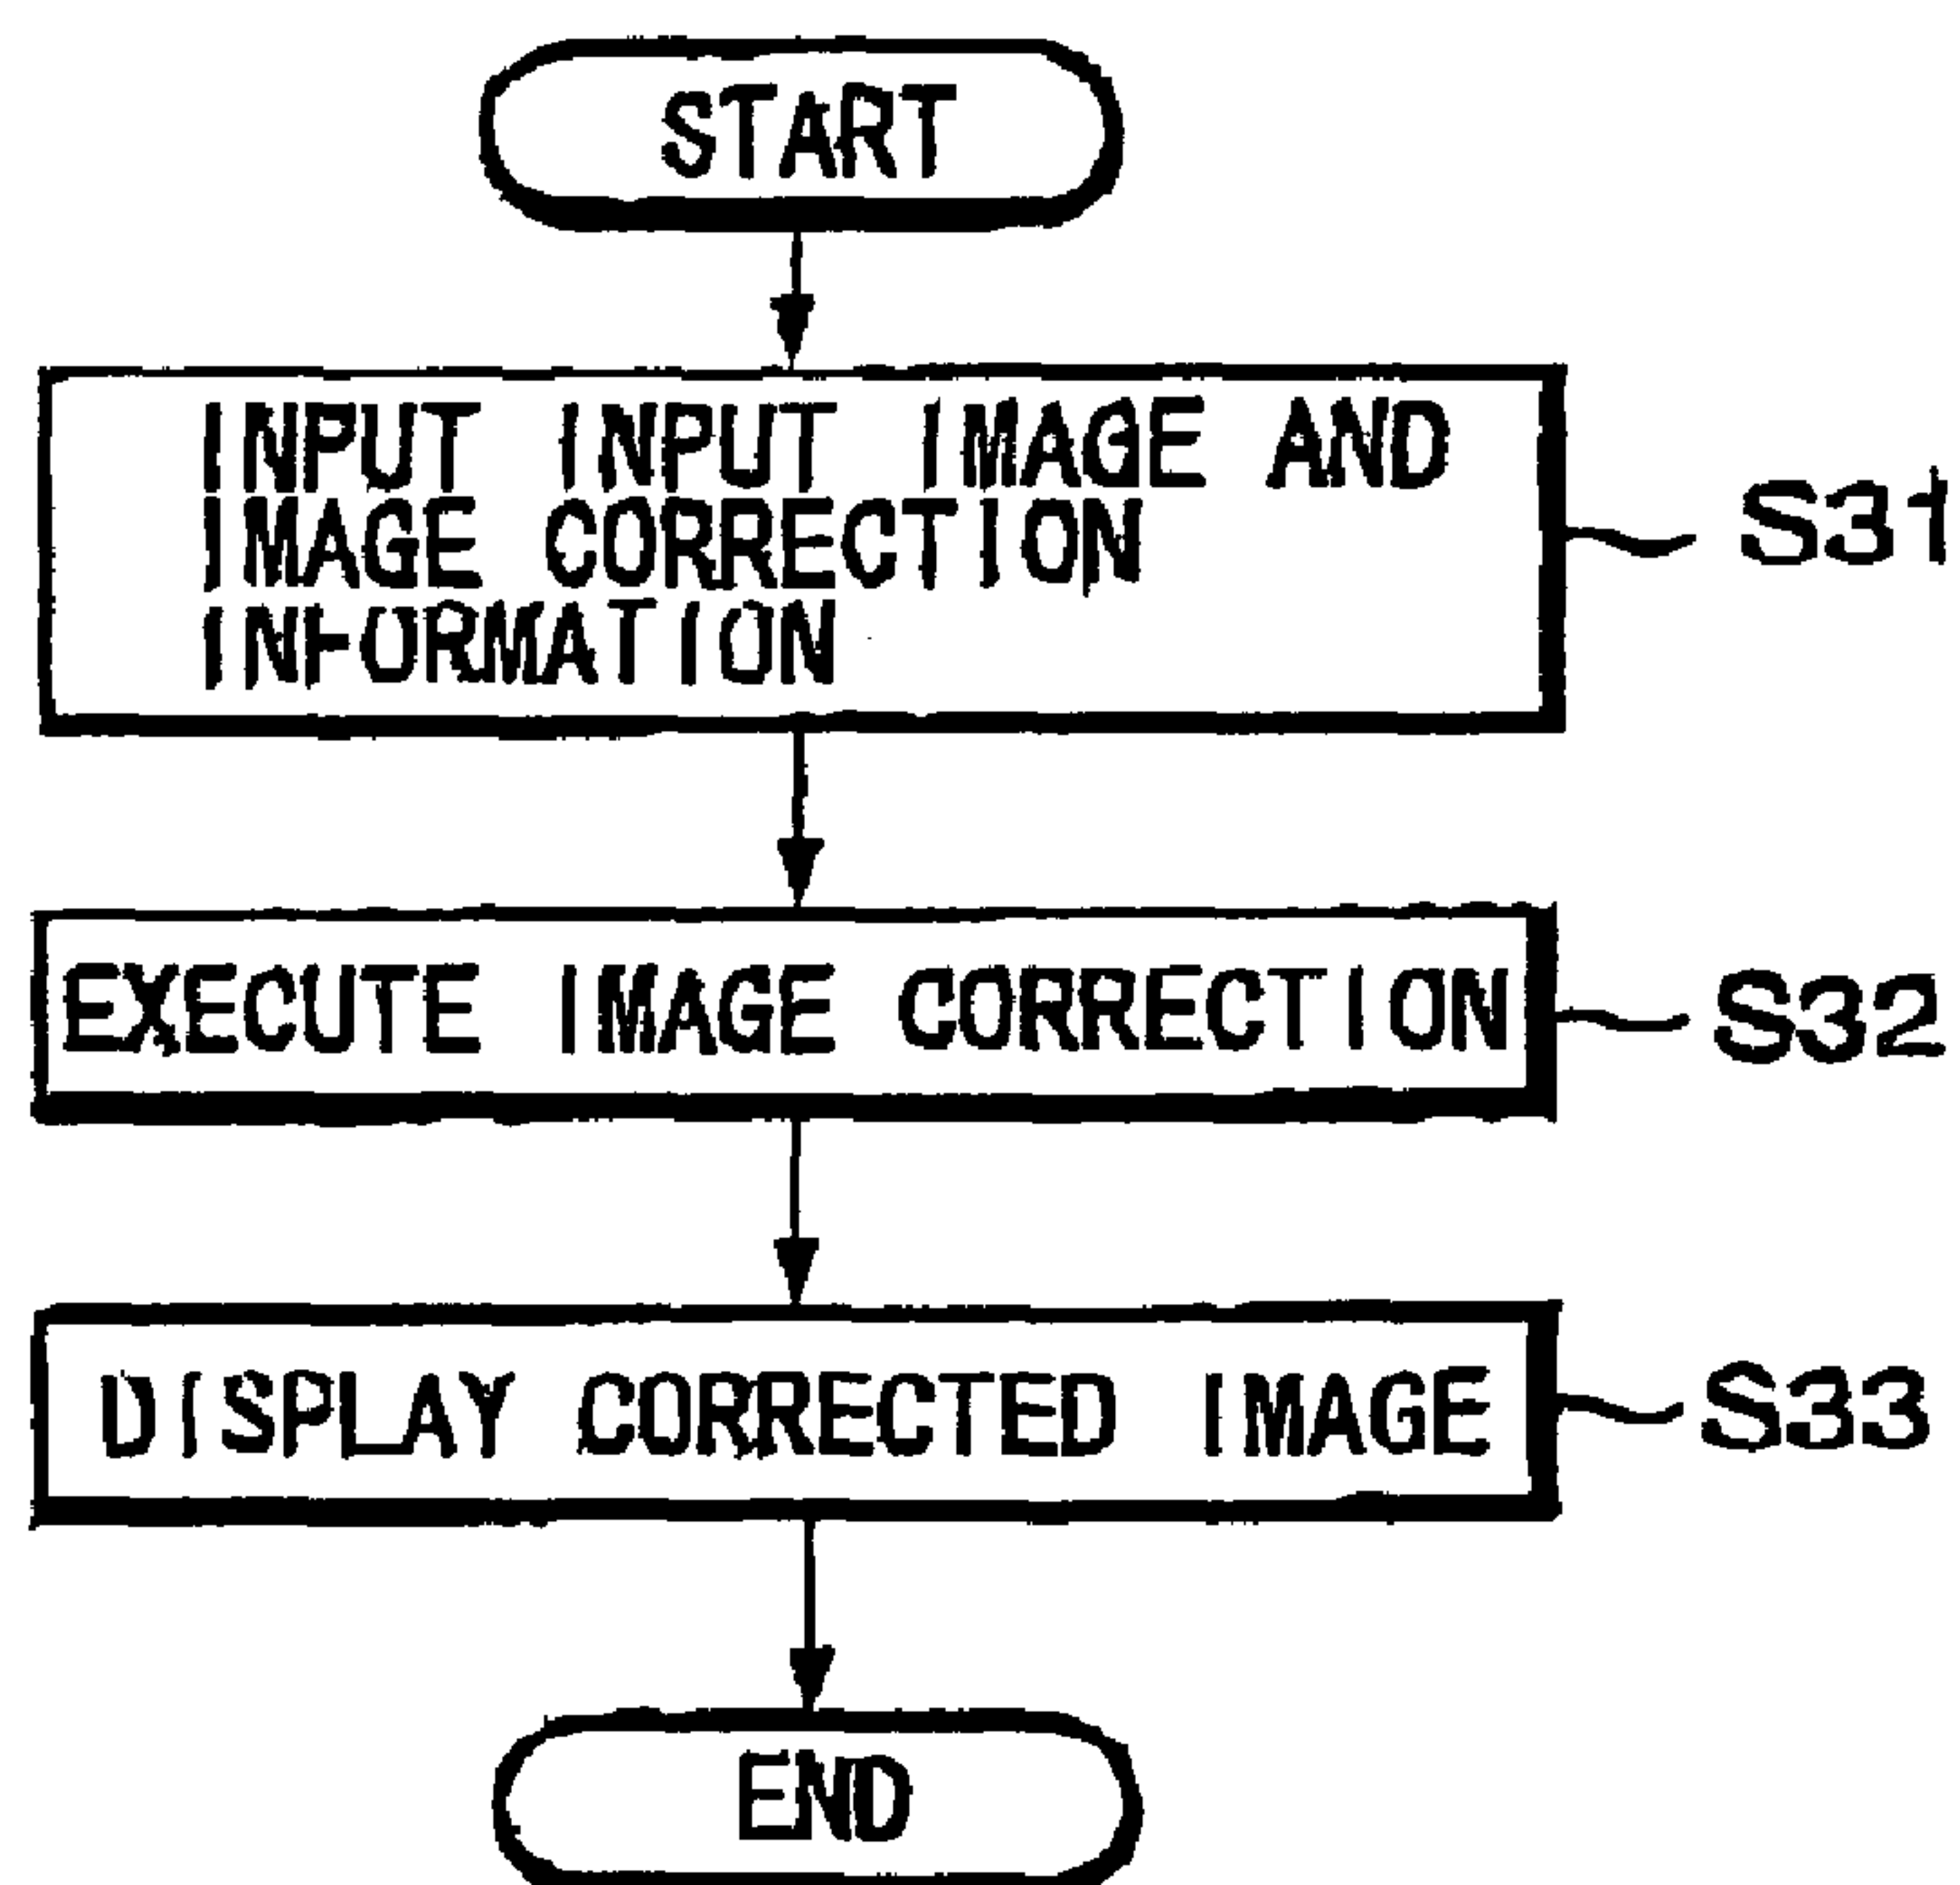 START
INPUT INPUT IMAGE AND
IMAGE CORRECTION
INFORMATION
S31
EXECUTE IMAGE CORRECTION
S32
DISPLAY CORRECTED IMAGE
S33
END